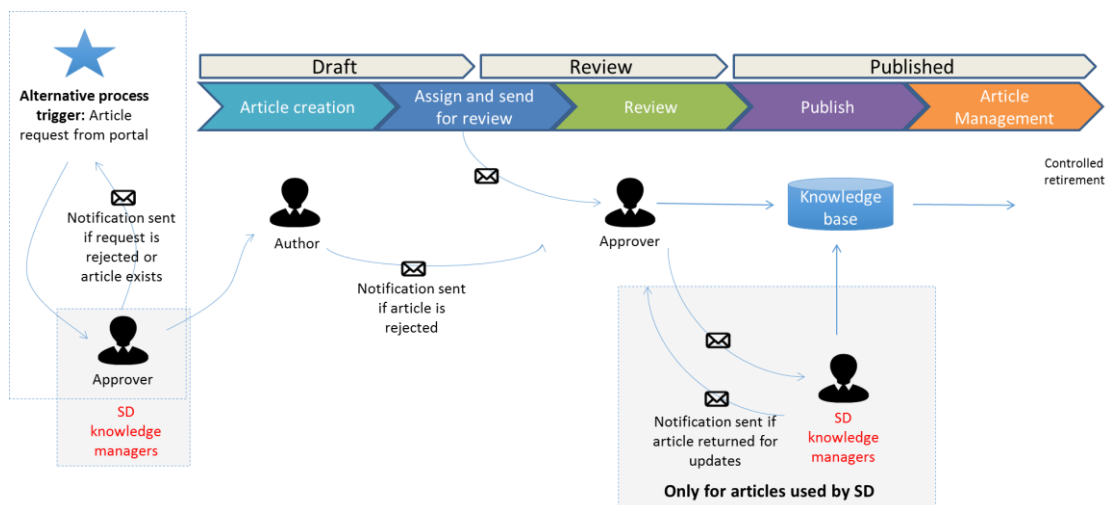 Draft
Review
Published
Article creation
Assign and send
for review
Review
Publish
Article
Management
Alternative process
trigger: Article
request from portal
Notification sent
if request is
rejected or
article exists
Approver
SD
knowledge
managers
Author
Notification sent
if article is
rejected
Approver
Knowledge
base
Controlled
retirement
Notification sent if
article returned for
updates
SD
knowledge
managers
Only for articles used by SD